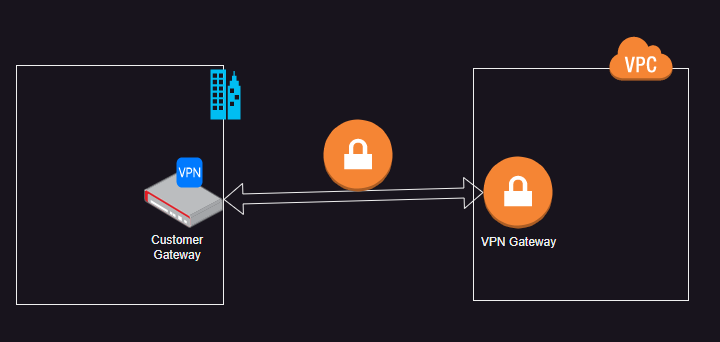 VPC
VPN
Customer
Gateway
VPN Gateway